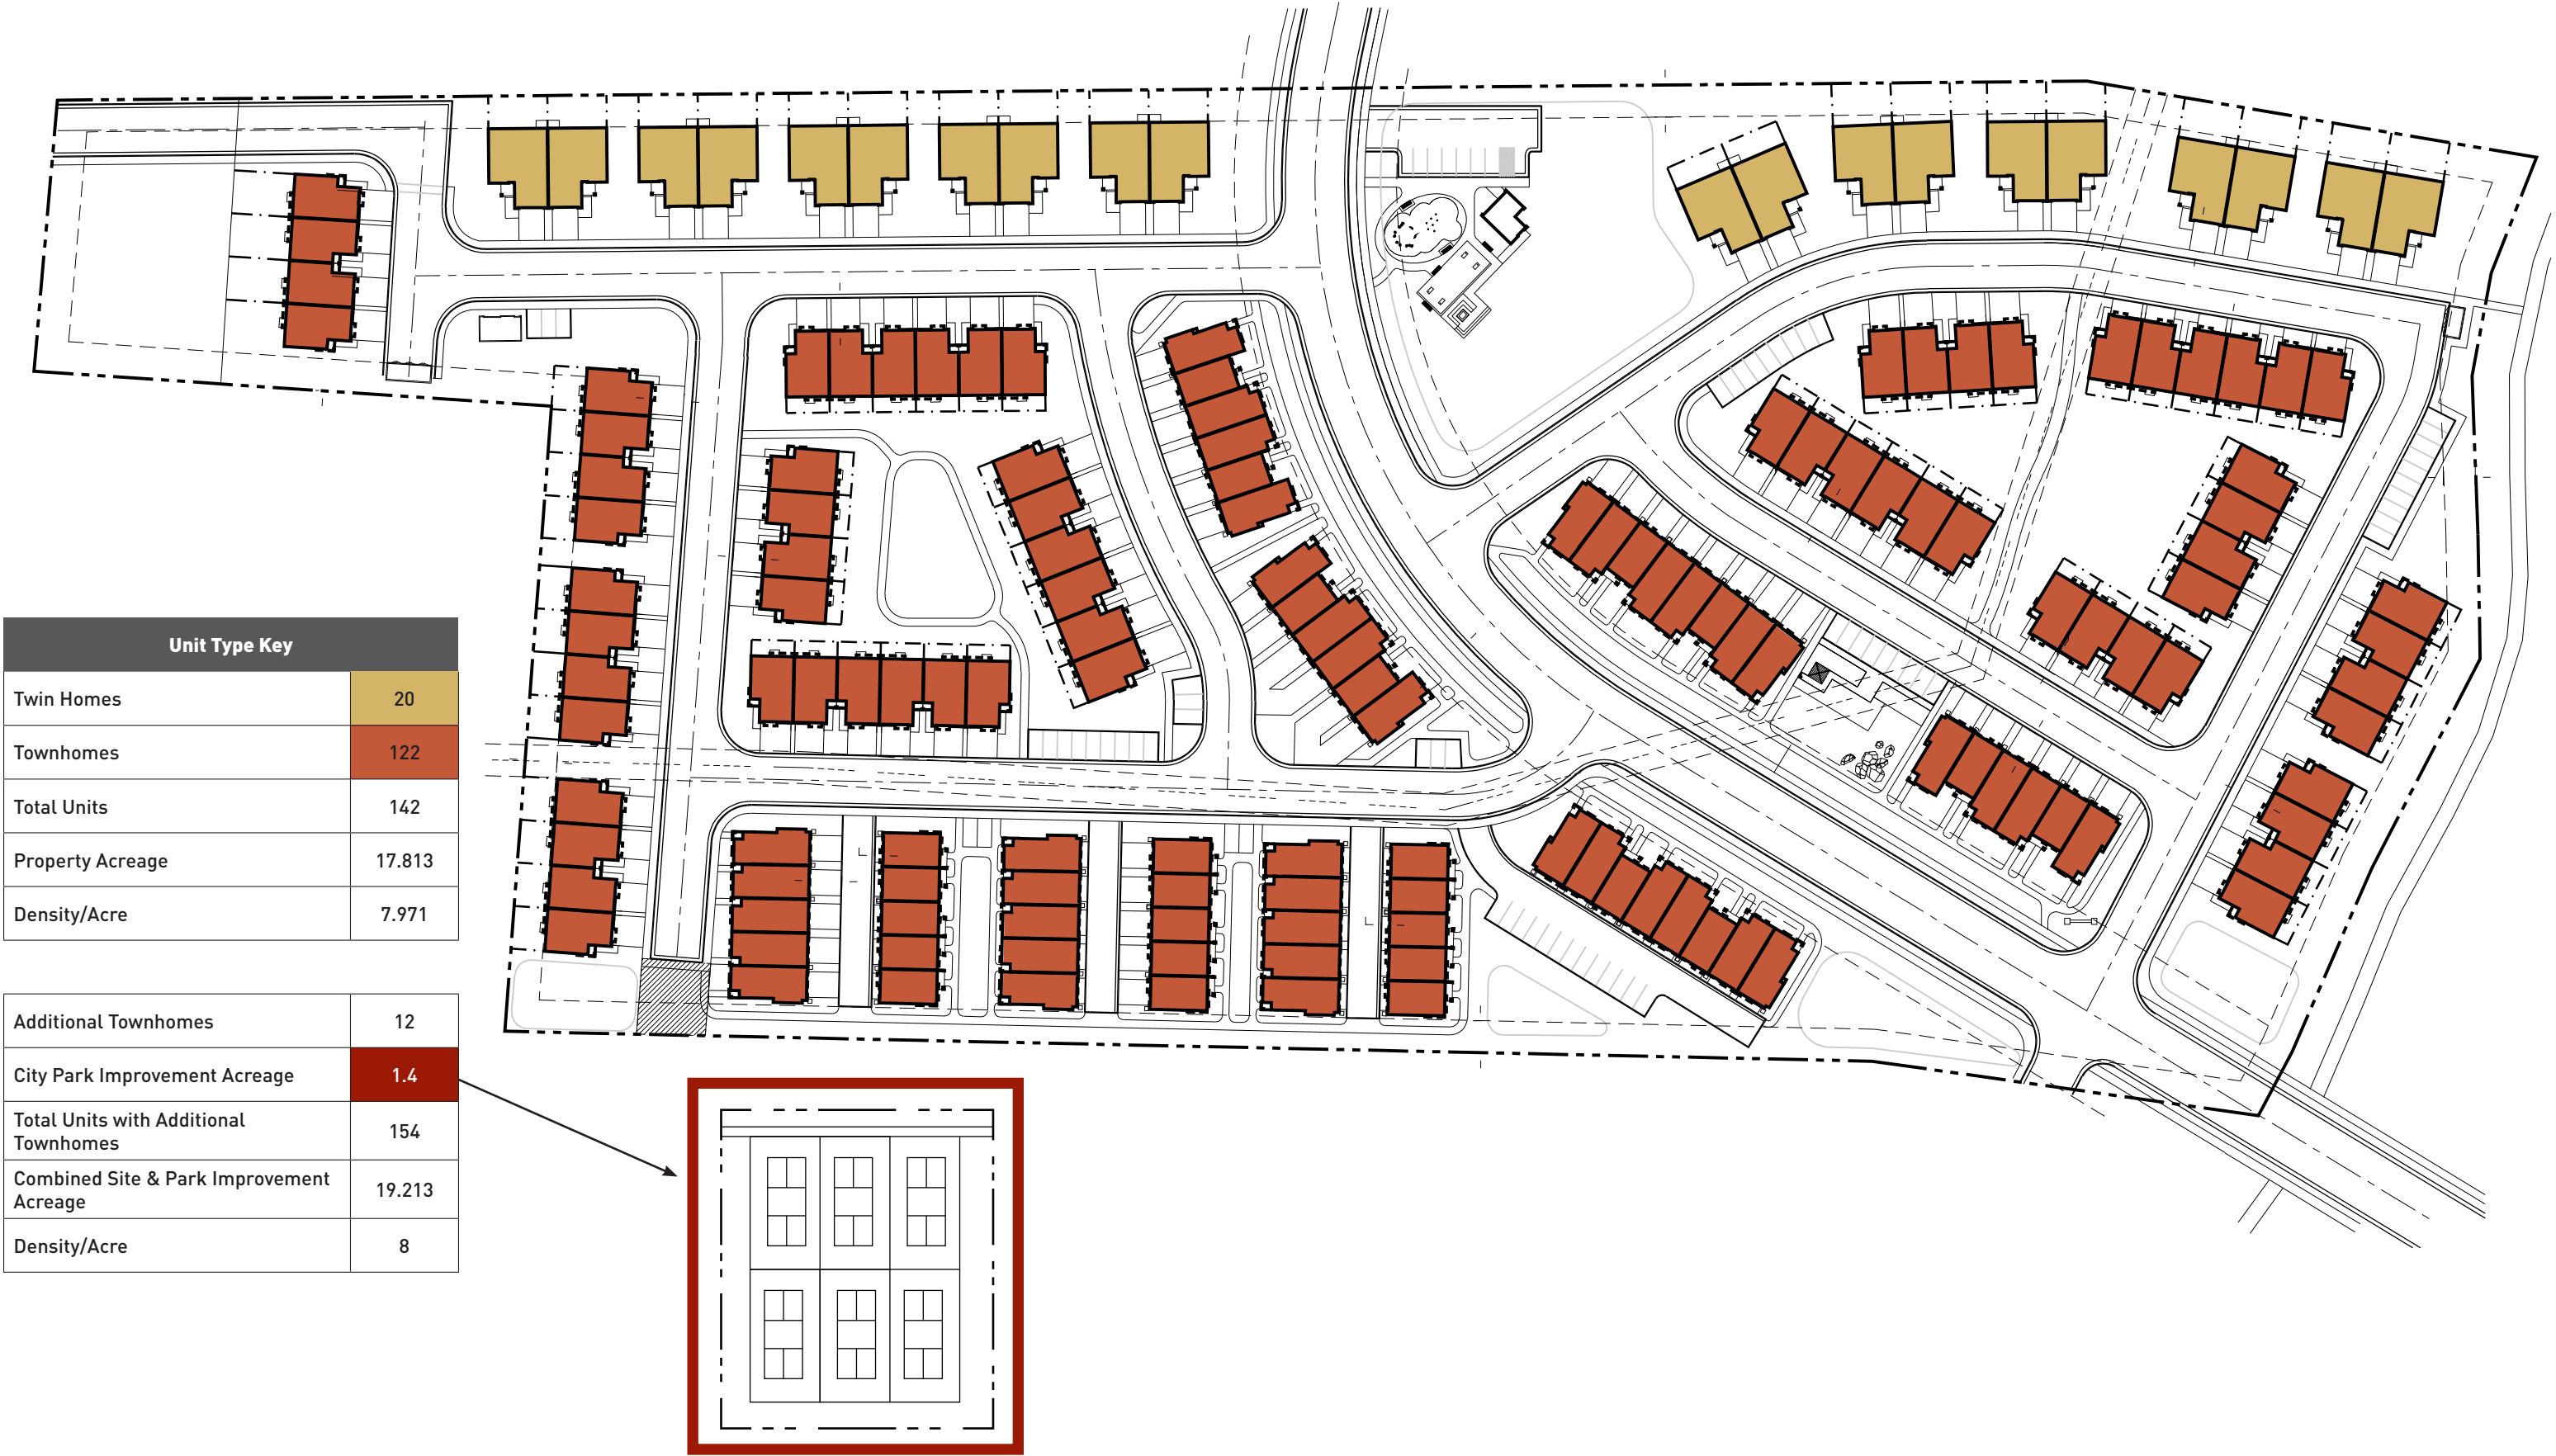 Unit Type Key
Twin Homes 20
Townhomes 122
Total Units 142
Property Acreage 17.813
Density/Acre 7.971
Additional Townhomes 12
City Park Improvement Acreage 1.4
Total Units with Additional
Townhomes 154
Combined Site & Park Improvement
Acreage 19.213
Density/Acre 8